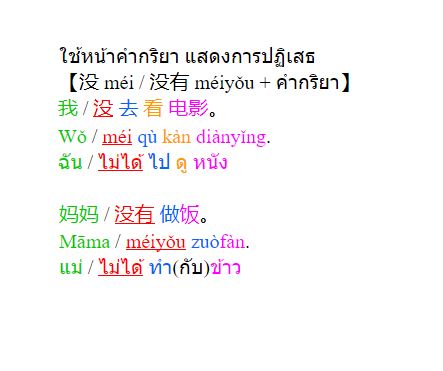 ใช้หน้าคำกริยา แสดงการปฏิเสธ
【没 méi / 没有 méiyǒu + คำกริยา】
我 / 没 去 看 电影。
Wǒ / méi qù kàn diànyǐng.
ฉัน / ไม่ได้ ไป ดู หนัง
妈妈 / 没有 做饭。
Māma / méiyǒu zuòfàn.
แม่ / ไม่ได้ ทำ(กับ)ข้าว